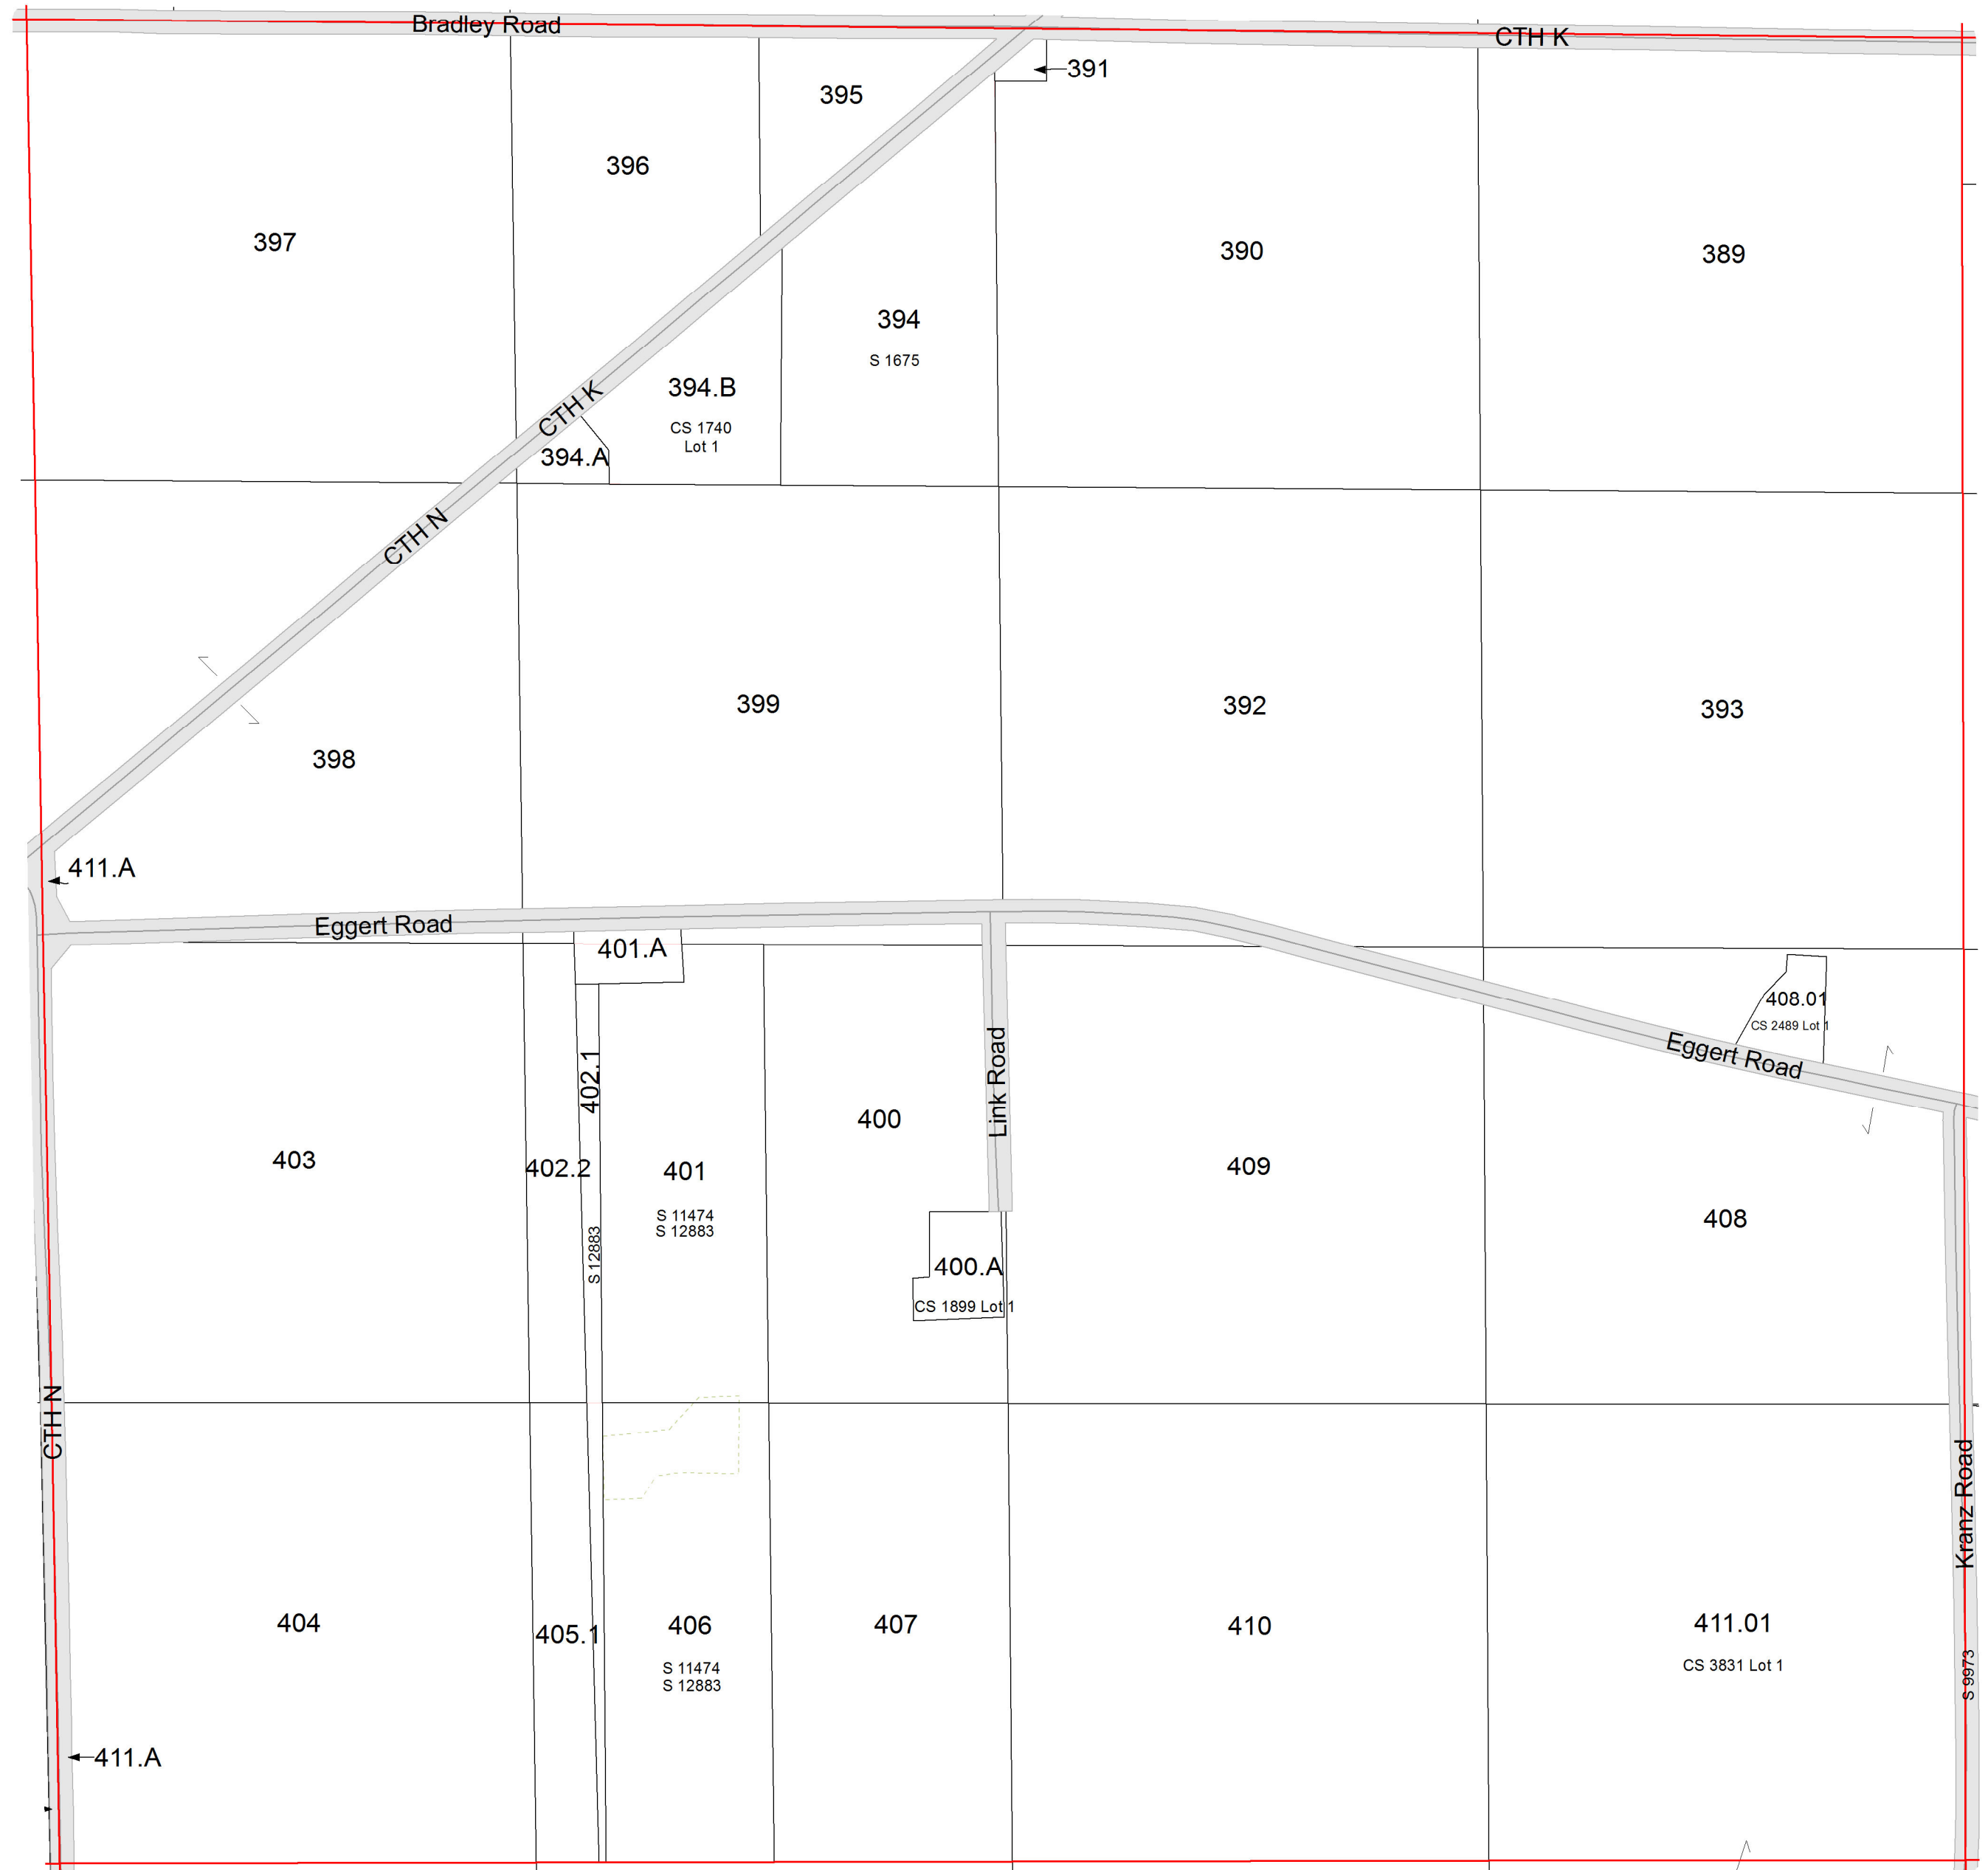 Bradley Road
CTH K
391
395
396
397
390
389
394
S 1675
394.B
CS 1740
Lot 1
CTH K
394.A
CTH N
399
392
393
398
411.A
Eggert Road
401.A
408.01
CS 2489 Lot 1
Eggert Road
Link Road
402.1
400
403
402.2
401
S 11474
S 12883
409
408
S 12883
400.A
CS 1899 Lot 1
CTH N
Kranz Road
404
405.1
406
S 11474
S 12883
407
410
411.01
CS 3831 Lot 1
S 9973
411.A